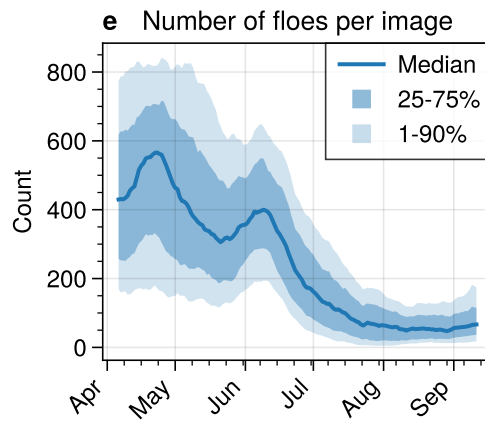 e Number of floes per image
Median
25-75%
1-90%
Count
800
600
400
200
0
Apr
May
Jun
Jul
Aug
Sep